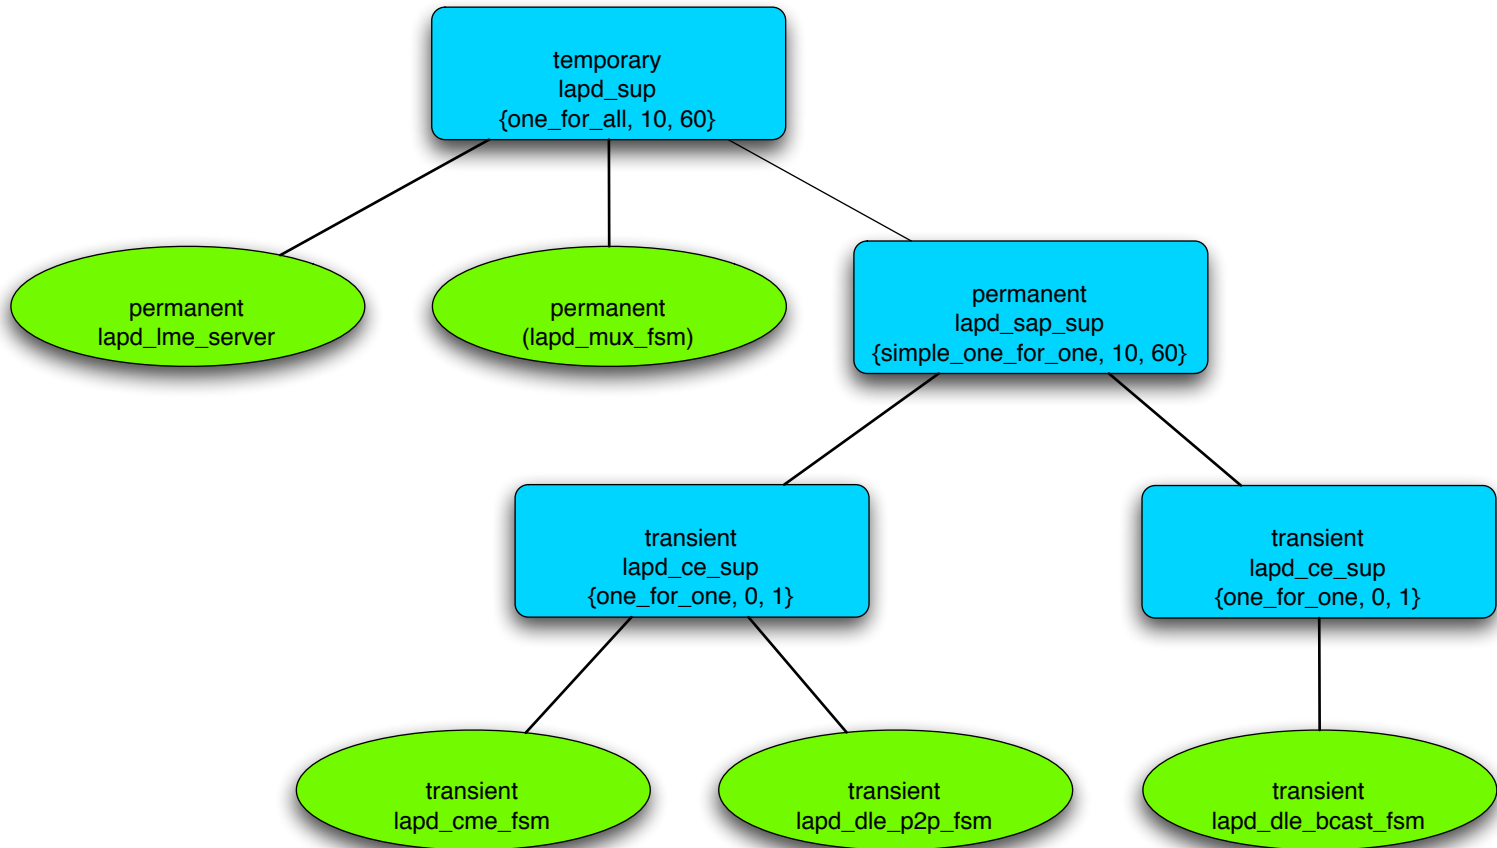 temporary
lapd_sup
{one_for_all, 10, 60}
permanent
lapd_lme_server
permanent
(lapd_mux_fsm)
permanent
lapd_sap_sup
{simple_one_for_one, 10, 60}
transient
lapd_ce_sup
{one_for_one, 0, 1}
transient
lapd_ce_sup
{one_for_one, 0, 1}
transient
lapd_cme_fsm
transient
lapd_dle_p2p_fsm
transient
lapd_dle_bcast_fsm